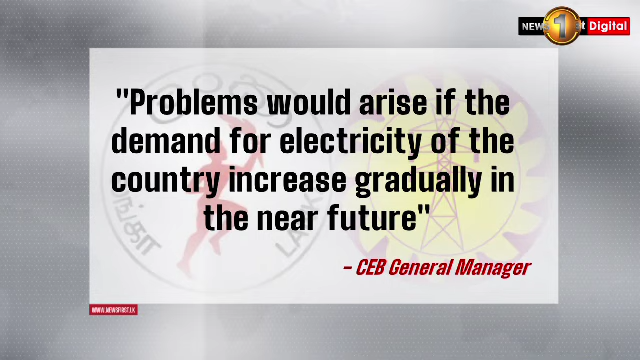 NEWS 1st Digital
"Problems would arise if the
demand for electricity of the
country increase gradually in
the near future"
- CEB General Manager
WWW.NEWSFIRST.LK